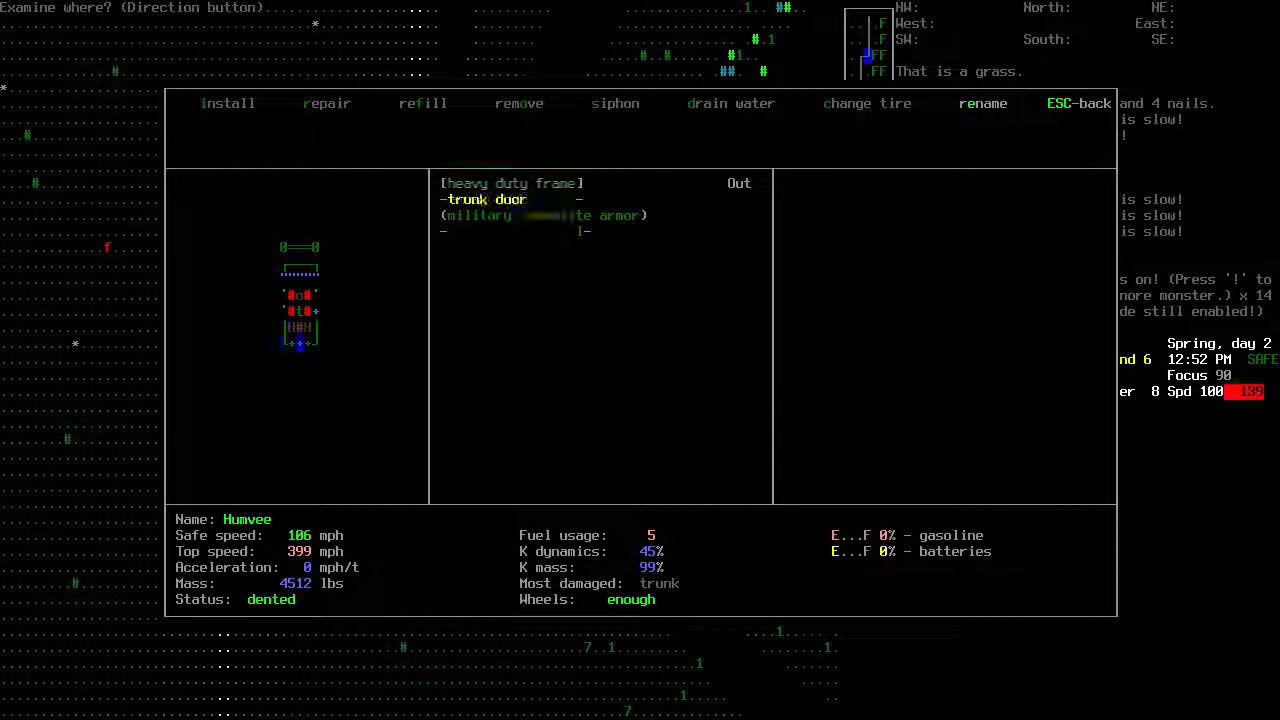 Examine where? (Direction button)
NW: North: NE:
West: East:
SW: South: SE:
That is a grass.
install repair refill remove siphon drain water change tire rename ESC-back
and 4 nails.
is slow!
!
[heavy duty frame] Out
-trunk door -
(military te armor)
is slow!
is slow!
is slow!
s on! (Press '!' to
nore monster.) x 14
de still enabled!)
Spring, day 2
nd 6 12:52 PM SAFE
Focus 90
er 8 Spd 100 139
Name: Humvee
Fuel usage: 5
E...F 0% - gasoline
Safe speed: 106 mph
K dynamics: 45%
E...F 0% - batteries
Top speed: 399 mph
K mass: 99%
Acceleration: 0 mph/t
Most damaged: trunk
Mass: 4512 lbs
Wheels: enough
Status: dented